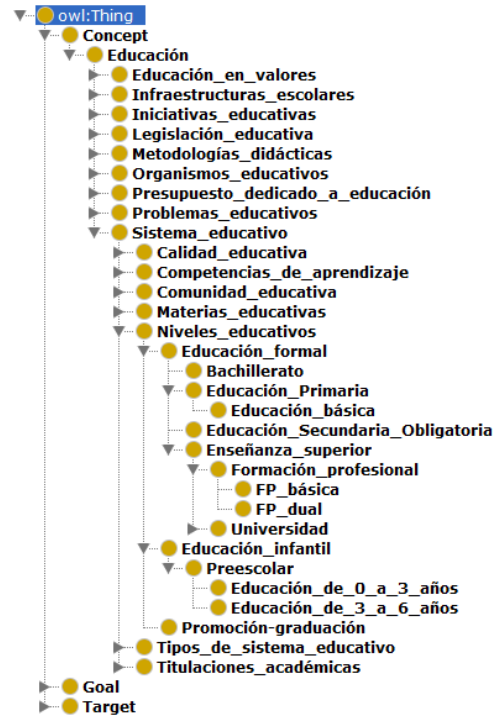 owl:Thing
Concept
Educación
Educación_en_valores
Infraestructuras_escolares
Iniciativas_educativas
Legislación_educativa
Metodologías_didácticas
Organismos_educativos
Presupuesto_dedicado_a_educación
Problemas_educativos
Sistema_educativo
Calidad_educativa
Competencias_de_aprendizaje
Comunidad_educativa
Materias_educativas
Niveles_educativos
Educación_formal
Bachillerato
Educación_Primaria
Educación_básica
Educación_Secundaria_Obligatoria
Enseñanza_superior
Formación_profesional
FP_básica
FP_dual
Universidad
Educación_infantil
Preescolar
Educación_de_0_a_3_años
Educación_de_3_a_6_años
Promoción-graduación
Tipos_de_sistema_educativo
Titulaciones_académicas
Goal
Target